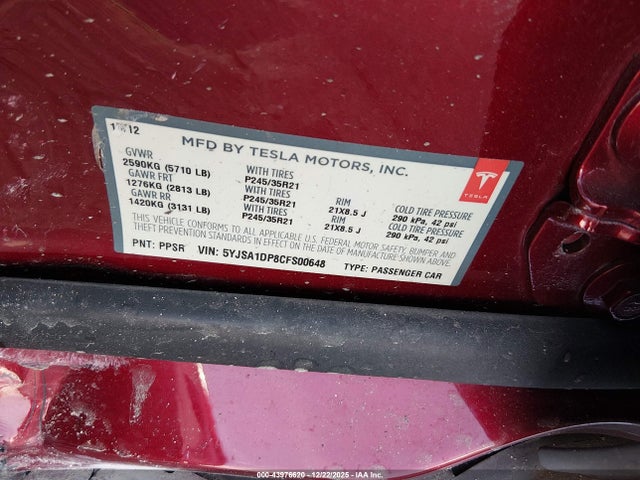 12
MFD BY TESLA MOTORS, INC.
GVWR
2590KG (5710 LB) WITH TIRES RIM COLD TIRE PRESSURE
GAWR FRT P245/35R21 21X8.5 J 290 kPa, 42 psi
1276KG (2813 LB) WITH TIRES RIM COLD TIRE PRESSURE
GAWR RR P245/35R21 21X8.5 J 290 kPa, 42 psi
1420KG (3131 LB) WITH TIRES
P245/35R21
THIS VEHICLE CONFORMS TO ALL APPLICABLE U.S. FEDERAL MOTOR SAFETY, BUMPER,
AND THEFT PREVENTION STANDARDS IN EFFECT ON THE DATE OF MANUFACTURE SHOWN ABOVE.
PNT: PPSR VIN: 5YJSA1DP8CFS00648 TYPE: PASSENGER CAR
TESLA
000-43976620 - 12/22/2025 - IAAI.COM